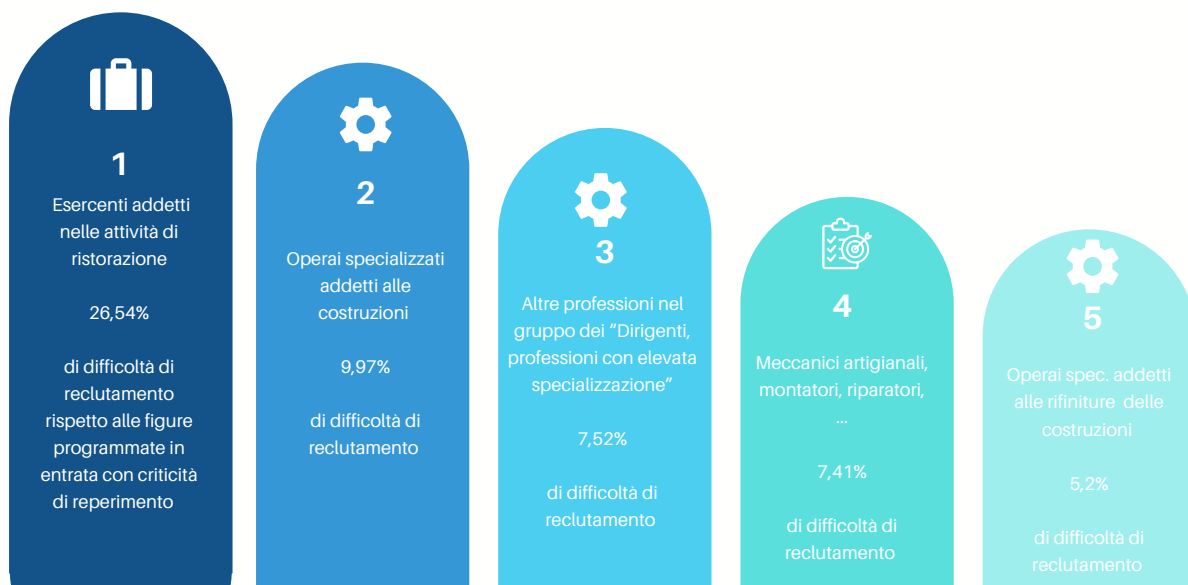 1
Esercenti addetti
nelle attività di
ristorazione
26,54%
di difficoltà di
reclutamento
rispetto alle figure
programmate in
entrata con criticità
di reperimento
2
Operai specializzati
addetti alle
costruzioni
9,97%
di difficoltà di
reclutamento
3
Altre professioni nel
gruppo dei “Dirigenti,
professioni con elevata
specializzazione”
7,52%
di difficoltà di
reclutamento
4
Meccanici artigianali,
montatori, riparatori,
...
7,41%
di difficoltà di
reclutamento
5
Operai spec. addetti
alle rifiniture delle
costruzioni
5,2%
di difficoltà di
reclutamento